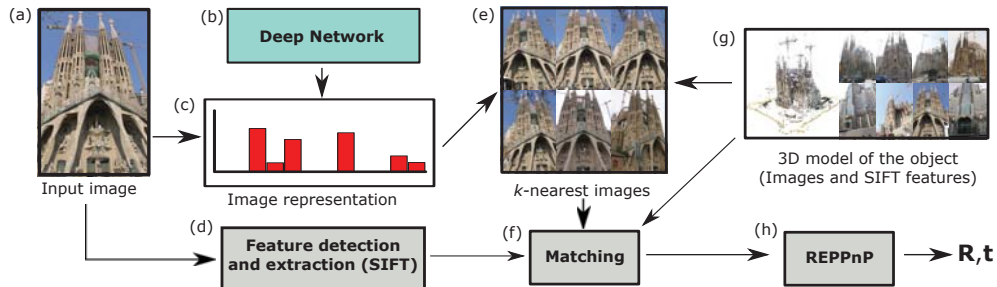 (a)
Input image
(b)
Deep Network
(c)
Image representation
(d)
Feature detection
and extraction (SIFT)
(e)
k-nearest images
(f)
Matching
(g)
3D model of the object
(Images and SIFT features)
(h)
REPPnP
R,t